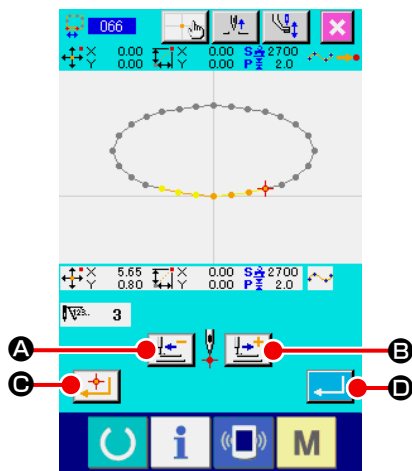 066
X 0.00 X 0.00 S 2700
Y 0.00 Y 0.00 P 2.0
X 5.65 X 0.00 S 2700
Y 0.80 Y 0.00 P 2.0
N123.. 3
A B
C D
i M